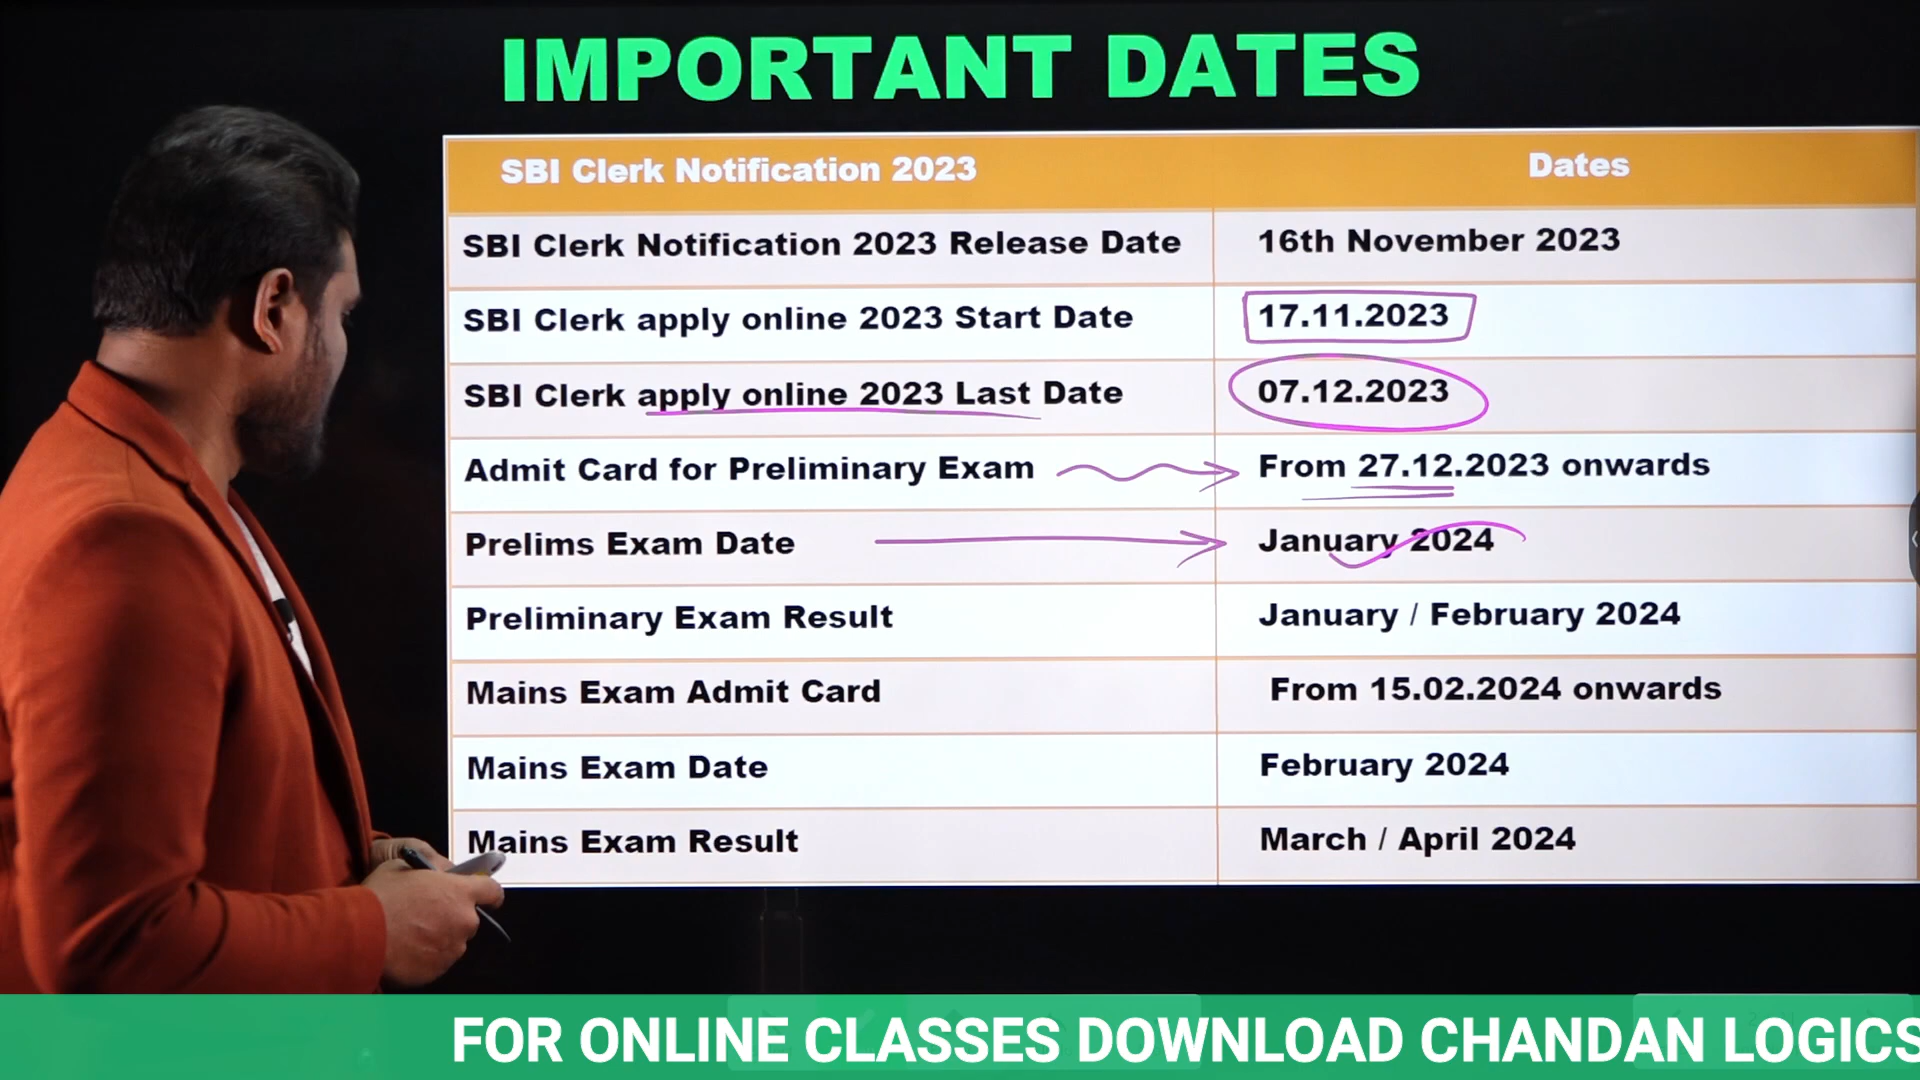 IMPORTANT DATES
SBI Clerk Notification 2023 Dates
SBI Clerk Notification 2023 Release Date 16th November 2023
SBI Clerk apply online 2023 Start Date 17.11.2023
SBI Clerk apply online 2023 Last Date 07.12.2023
Admit Card for Preliminary Exam From 27.12.2023 onwards
Prelims Exam Date January 2024
Preliminary Exam Result January / February 2024
Mains Exam Admit Card From 15.02.2024 onwards
Mains Exam Date February 2024
Mains Exam Result March / April 2024
FOR ONLINE CLASSES DOWNLOAD CHANDAN LOGICS